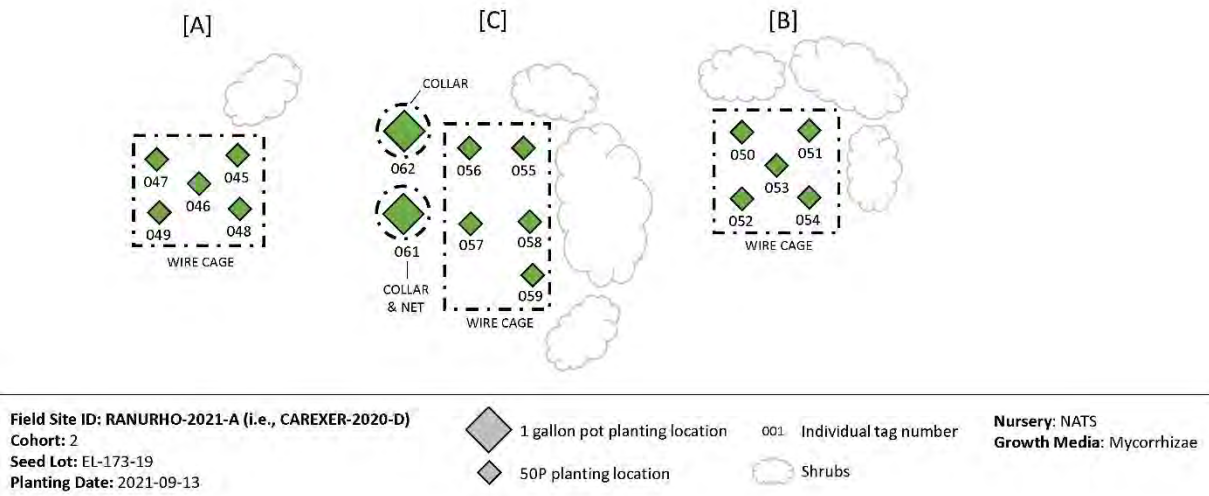 [A]
[C]
[B]
COLLAR
062
061
COLLAR
& NET
047
045
046
049
048
WIRE CAGE
056
055
057
058
059
WIRE CAGE
050
051
053
052
054
WIRE CAGE
Field Site ID: RANURHO-2021-A (i.e., CAREXER-2020-D)
Cohort: 2
Seed Lot: EL-173-19
Planting Date: 2021-09-13
1 gallon pot planting location
50P planting location
001 Individual tag number
Shrubs
Nursery: NATS
Growth Media: Mycorrhizae